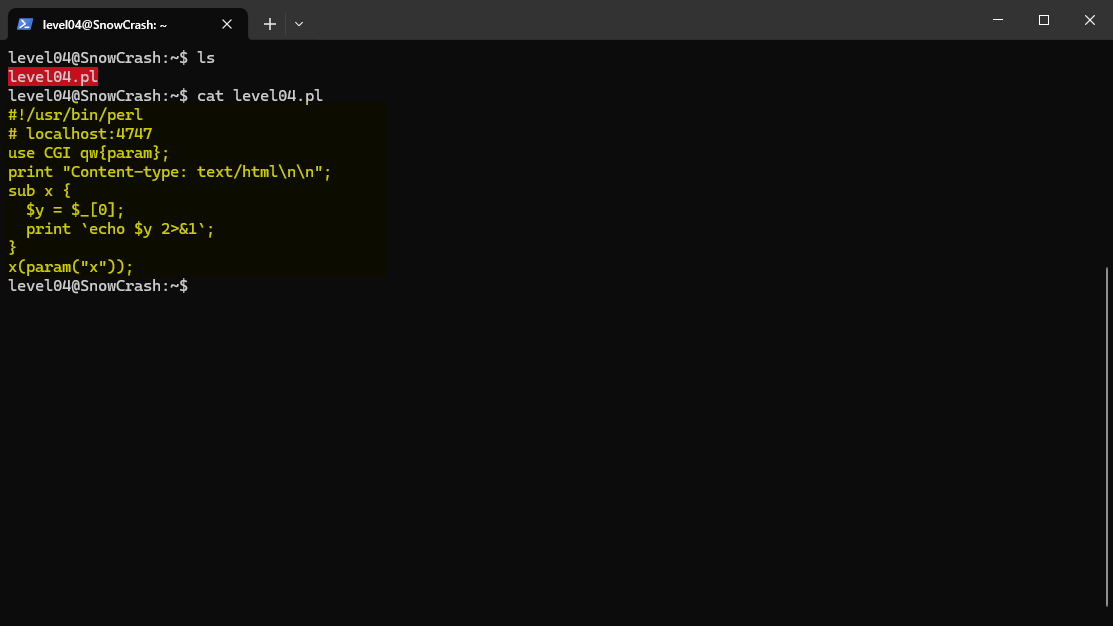 level04@SnowCrash: ~
level04@SnowCrash:~$ ls
level04.pl
level04@SnowCrash:~$ cat level04.pl
#!/usr/bin/perl
# localhost:4747
use CGI qw{param};
print "Content-type: text/html\n\n";
sub x {
  $y = $_[0];
  print `echo $y 2>&1`;
}
x(param("x"));
level04@SnowCrash:~$